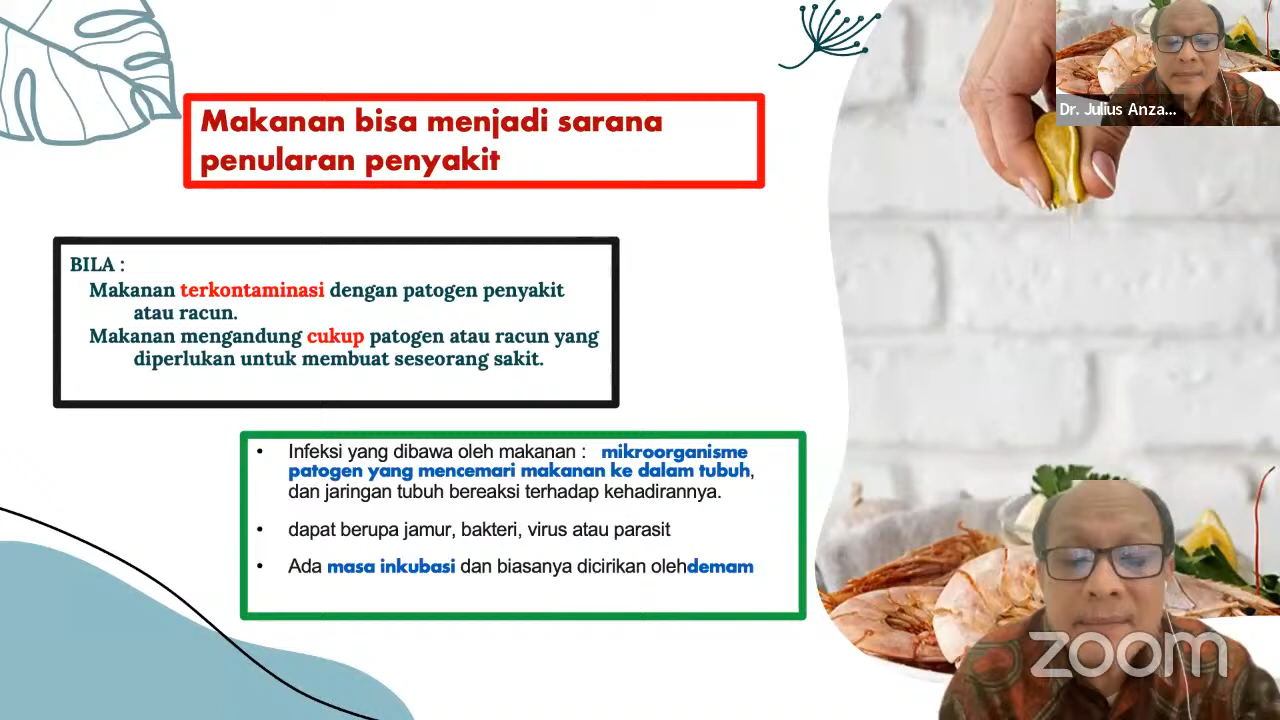 Makanan bisa menjadi sarana
penularan penyakit
Dr. Julius Anza...
BILA :
Makanan terkontaminasi dengan patogen penyakit
atau racun.
Makanan mengandung cukup patogen atau racun yang
diperlukan untuk membuat seseorang sakit.
• Infeksi yang dibawa oleh makanan : mikroorganisme
patogen yang mencemari makanan ke dalam tubuh,
dan jaringan tubuh bereaksi terhadap kehadirannya.
• dapat berupa jamur, bakteri, virus atau parasit
• Ada masa inkubasi dan biasanya dicirikan olehdemam
zoom